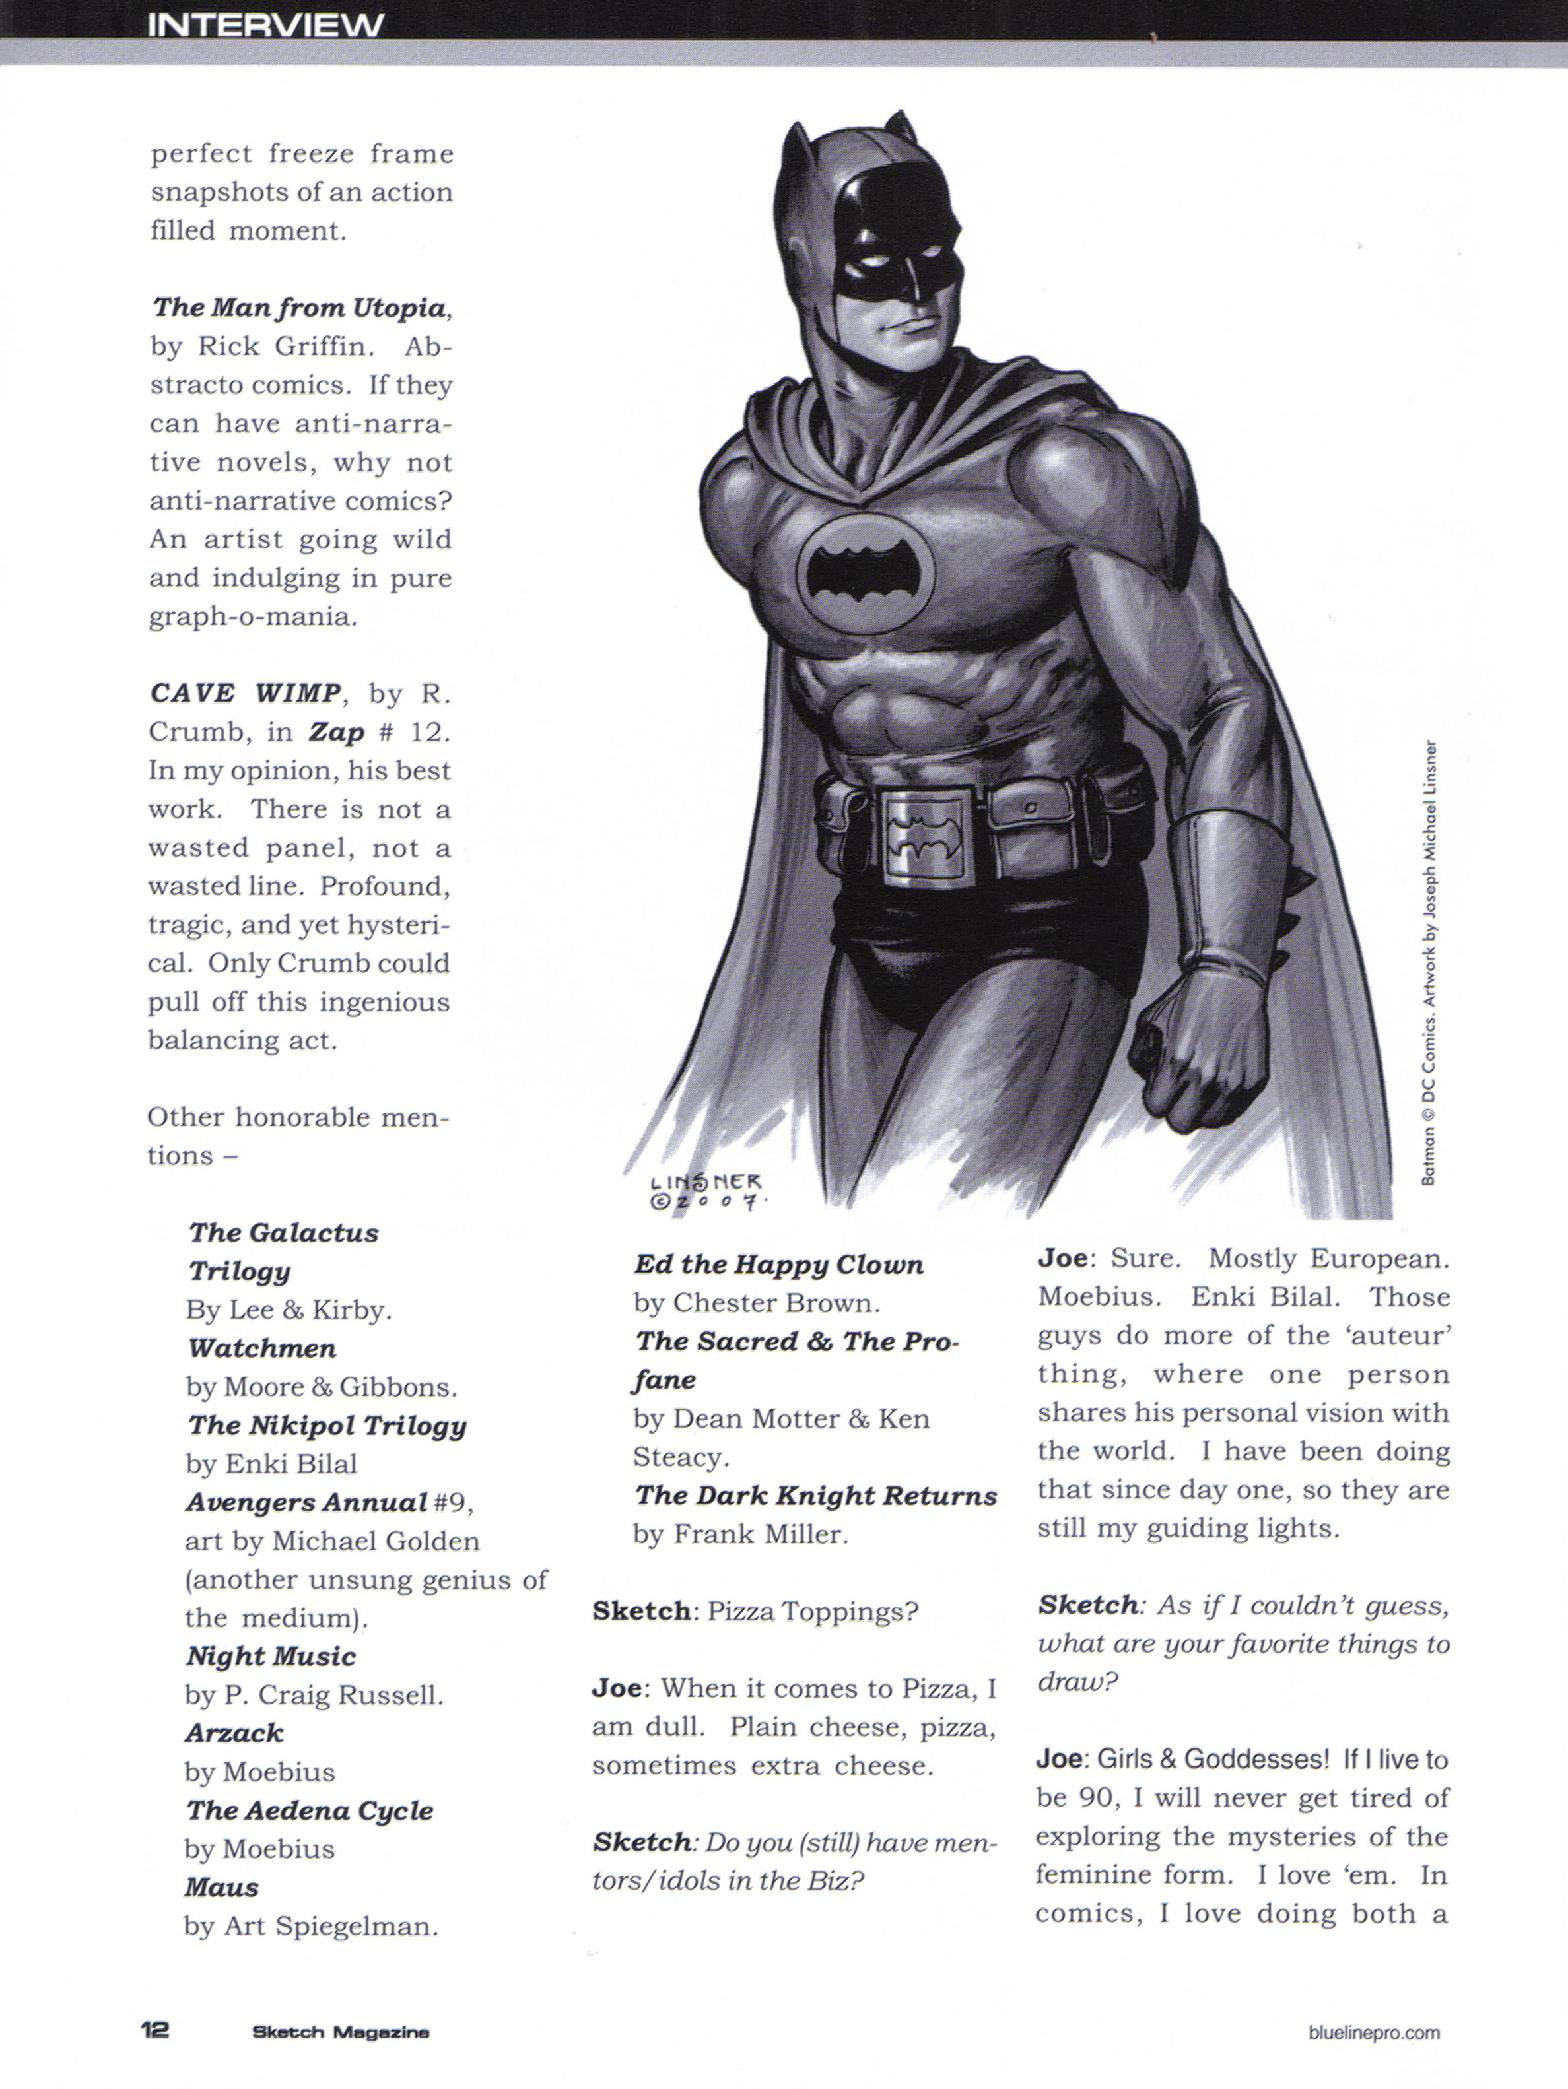 INTERVIEW
perfect freeze frame
snapshots of an action
filled moment.
The Man from Utopia,
by Rick Griffin. Ab-
stracto comics. If they
can have anti-narra-
tive novels, why not
anti-narrative comics?
An artist going wild
and indulging in pure
graph-o-mania.
CAVE WIMP, by R.
Crumb, in Zap # 12.
In my opinion, his best
work. There is not a
wasted panel, not a
wasted line. Profound,
tragic, and yet hysteri-
cal. Only Crumb could
pull off this ingenious
balancing act.
Other honorable men-
tions –
The Galactus
Trilogy
By Lee & Kirby.
Watchmen
by Moore & Gibbons.
The Nikipol Trilogy
by Enki Bilal
Avengers Annual #9,
art by Michael Golden
(another unsung genius of
the medium).
Night Music
by P. Craig Russell.
Arzack
by Moebius
The Aedena Cycle
by Moebius
Maus
by Art Spiegelman.
LINSNER
©2007.
Batman © DC Comics. Artwork by Joseph Michael Linsner
Ed the Happy Clown
by Chester Brown.
The Sacred & The Pro-
fane
by Dean Motter & Ken
Steacy.
The Dark Knight Returns
by Frank Miller.
Sketch: Pizza Toppings?
Joe: When it comes to Pizza, I
am dull. Plain cheese, pizza,
sometimes extra cheese.
Sketch: Do you (still) have men-
tors/idols in the Biz?
Joe: Sure. Mostly European.
Moebius. Enki Bilal. Those
guys do more of the ‘auteur’
thing, where one person
shares his personal vision with
the world. I have been doing
that since day one, so they are
still my guiding lights.
Sketch: As if I couldn’t guess,
what are your favorite things to
draw?
Joe: Girls & Goddesses! If I live to
be 90, I will never get tired of
exploring the mysteries of the
feminine form. I love ‘em. In
comics, I love doing both a
12 Sketch Magazine
bluelinepro.com